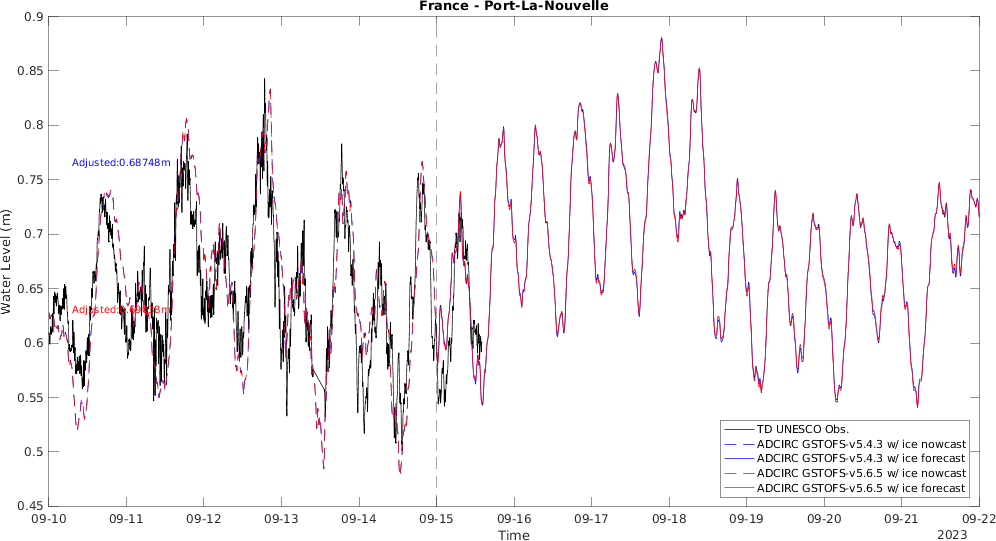 France - Port-La-Nouvelle
0.9
0.85
0.8
0.75
0.7
0.65
0.6
0.55
0.5
0.45
Water Level (m)
Adjusted:0.68748m
TD UNESCO Obs.
ADCIRC GSTOFS-v5.4.3 w/ ice nowcast
ADCIRC GSTOFS-v5.4.3 w/ ice forecast
ADCIRC GSTOFS-v5.6.5 w/ ice nowcast
ADCIRC GSTOFS-v5.6.5 w/ ice forecast
09-10 09-11 09-12 09-13 09-14 09-15 09-16 09-17 09-18 09-19 09-20 09-21 09-22
Time
2023